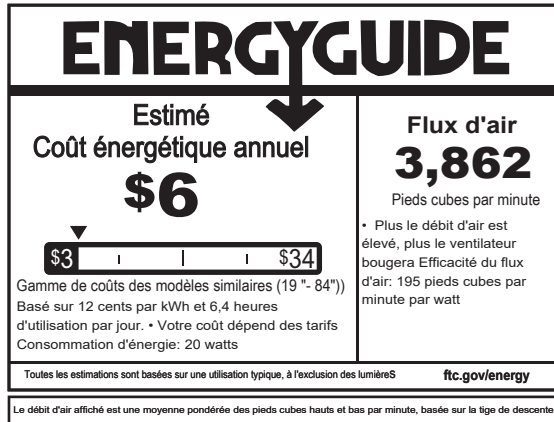 ENERGYGUIDE
Estimé
Coût énergétique annuel
$6
$3
$34
Gamme de coûts des modèles similaires (19 "- 84"))
Basé sur 12 cents par kWh et 6,4 heures
d'utilisation par jour. • Votre coût dépend des tarifs
Consommation d'énergie: 20 watts
Flux d'air
3,862
Pieds cubes par minute
• Plus le débit d'air est
élevé, plus le ventilateur
bougera Efficacité du flux
d'air: 195 pieds cubes par
minute par watt
Toutes les estimations sont basées sur une utilisation typique, à l'exclusion des lumièreS
ftc.gov/energy
Le débit d'air affiché est une moyenne pondérée des pieds cubes hauts et bas par minute, basée sur la tige de descente